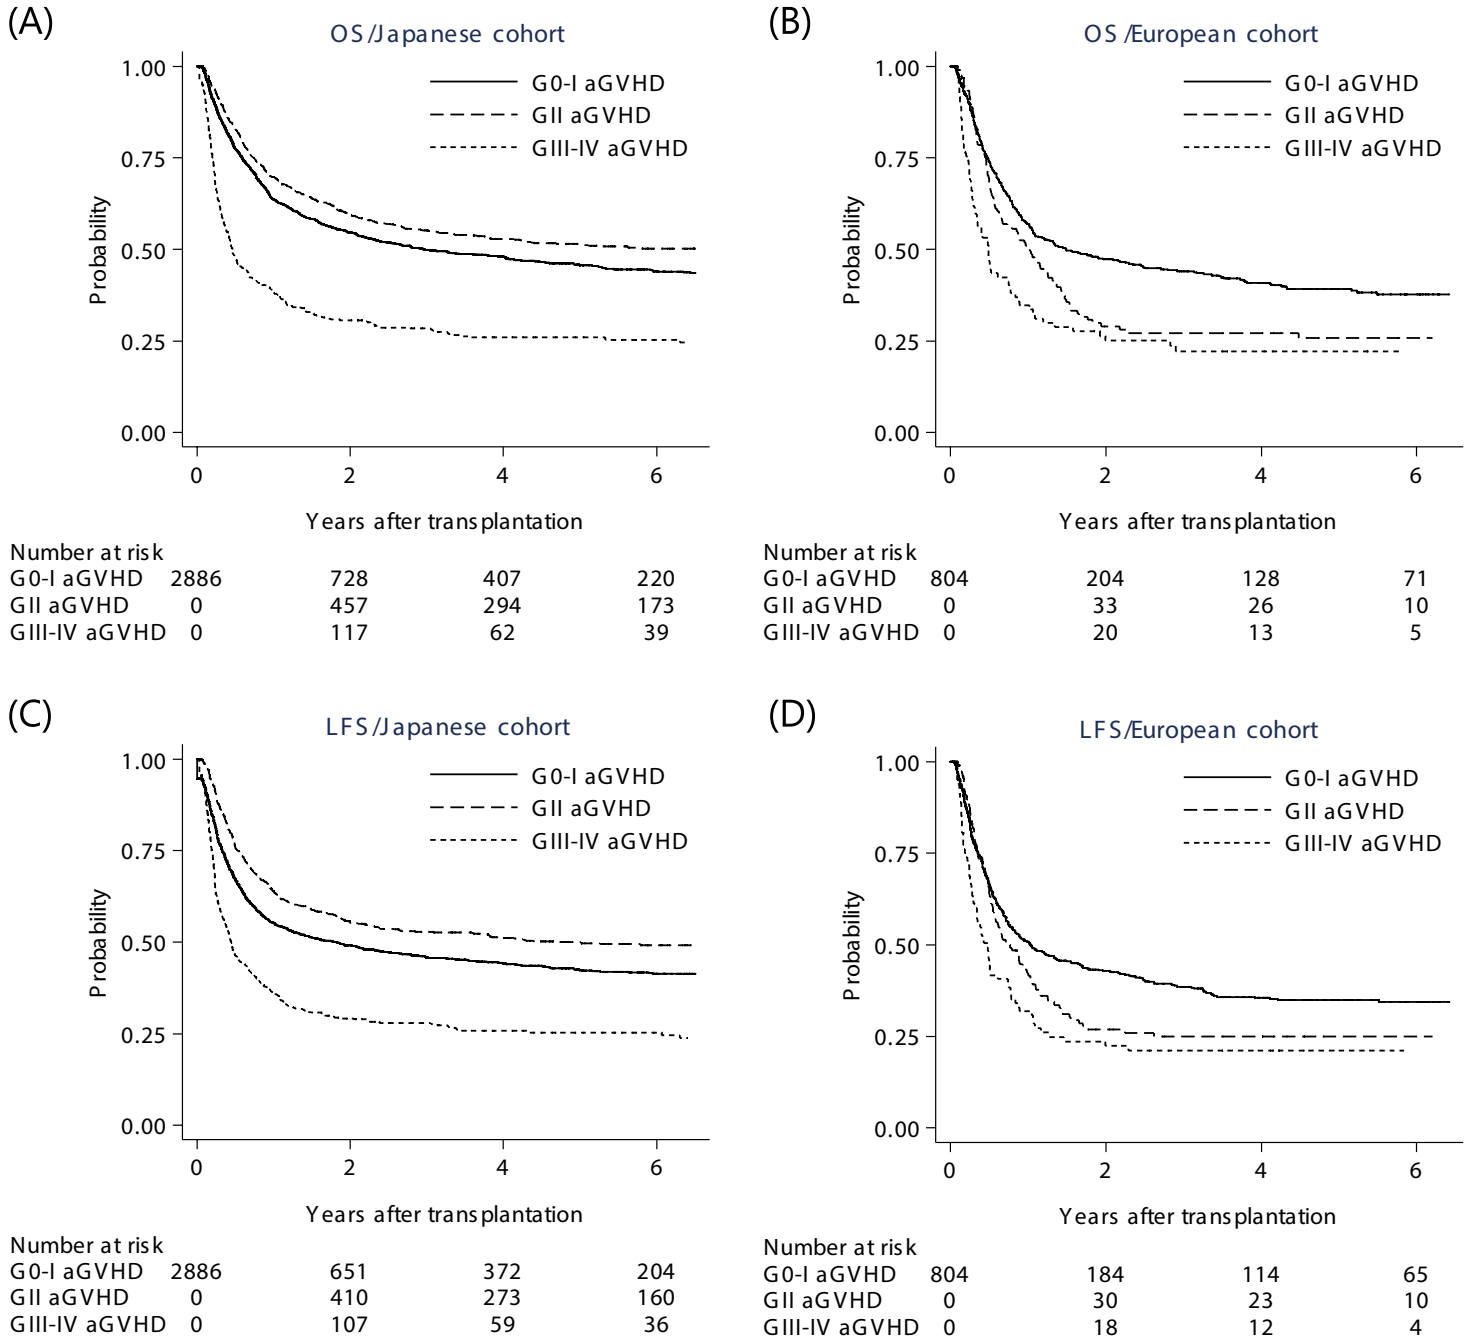 (A)
OS/Japanese cohort
1.00
0.75
0.50
0.25
0.00
Probability
G0-I aGVHD
GII aGVHD
GIII-IV aGVHD
0 2 4 6
Years after transplantation
Number at risk
G0-I aGVHD 2886 728 407 220
GII aGVHD 0 457 294 173
GIII-IV aGVHD 0 117 62 39
(B)
OS/European cohort
1.00
0.75
0.50
0.25
0.00
Probability
G0-I aGVHD
GII aGVHD
GIII-IV aGVHD
0 2 4 6
Years after transplantation
Number at risk
G0-I aGVHD 804 204 128 71
GII aGVHD 0 33 26 10
GIII-IV aGVHD 0 20 13 5
(C)
LFS/Japanese cohort
1.00
0.75
0.50
0.25
0.00
Probability
G0-I aGVHD
GII aGVHD
GIII-IV aGVHD
0 2 4 6
Years after transplantation
Number at risk
G0-I aGVHD 2886 651 372 204
GII aGVHD 0 410 273 160
GIII-IV aGVHD 0 107 59 36
(D)
LFS/European cohort
1.00
0.75
0.50
0.25
0.00
Probability
G0-I aGVHD
GII aGVHD
GIII-IV aGVHD
0 2 4 6
Years after transplantation
Number at risk
G0-I aGVHD 804 184 114 65
GII aGVHD 0 30 23 10
GIII-IV aGVHD 0 18 12 4